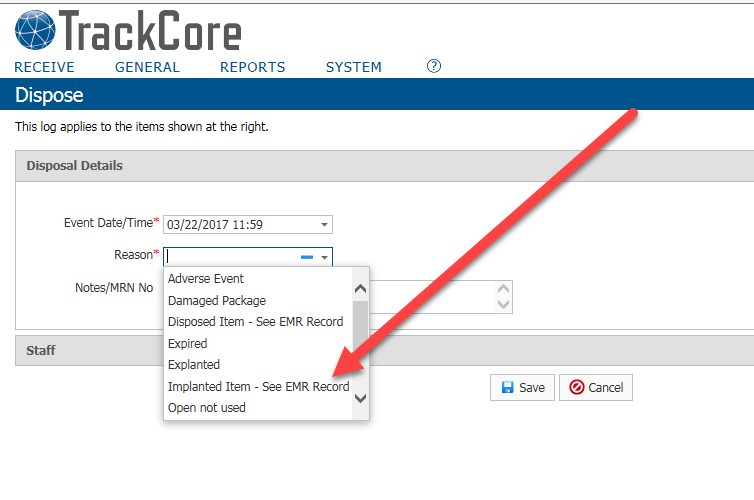 TrackCore
RECEIVE GENERAL REPORTS SYSTEM ?
Dispose
This log applies to the items shown at the right.
Disposal Details
Event Date/Time* 03/22/2017 11:59
Reason*
Notes/MRN No
Adverse Event
Damaged Package
Disposed Item - See EMR Record
Expired
Explanted
Implanted Item - See EMR Record
Open not used
Staff
Save Cancel